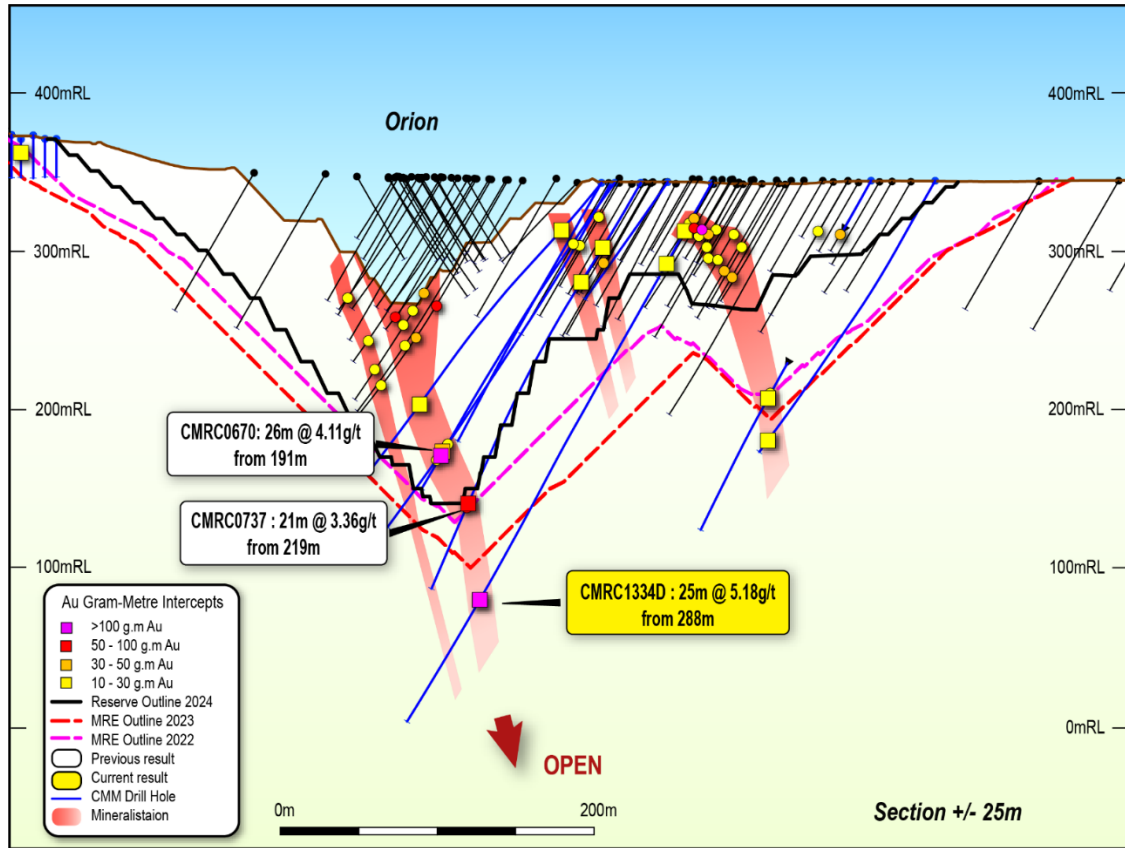 400mRL
400mRL
Orion
300mRL
300mRL
200mRL
200mRL
CMRC0670: 26m @ 4.11g/t
from 191m
CMRC0737 : 21m @ 3.36g/t
from 219m
100mRL
100mRL
CMRC1334D : 25m @ 5.18g/t
from 288m
Au Gram-Metre Intercepts
>100 g.m Au
50 - 100 g.m Au
30 - 50 g.m Au
10 - 30 g.m Au
Reserve Outline 2024
MRE Outline 2023
MRE Outline 2022
Previous result
Current result
CMM Drill Hole
Mineralistaion
0mRL
OPEN
0m
200m
Section +/- 25m